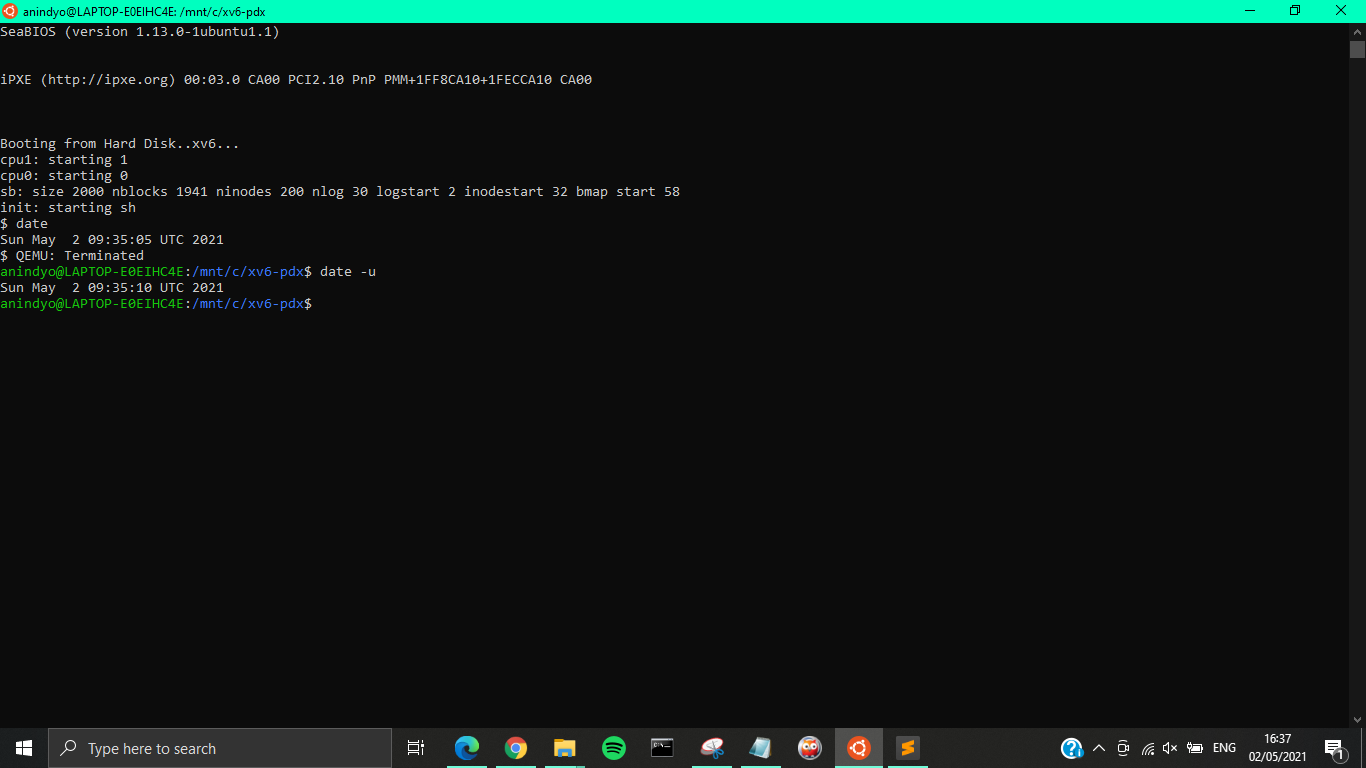 anindyo@LAPTOP-E0EIHC4E: /mnt/c/xv6-pdx
SeaBIOS (version 1.13.0-1ubuntu1.1)
iPXE (http://ipxe.org) 00:03.0 CA00 PCI2.10 PnP PMM+1FF8CA10+1FECCA10 CA00
Booting from Hard Disk..xv6...
cpu1: starting 1
cpu0: starting 0
sb: size 2000 nblocks 1941 ninodes 200 nlog 30 logstart 2 inodestart 32 bmap start 58
init: starting sh
$ date
Sun May  2 09:35:05 UTC 2021
$ QEMU: Terminated
anindyo@LAPTOP-E0EIHC4E:/mnt/c/xv6-pdx$ date -u
Sun May  2 09:35:10 UTC 2021
anindyo@LAPTOP-E0EIHC4E:/mnt/c/xv6-pdx$
Type here to search
ENG
16:37
02/05/2021
1